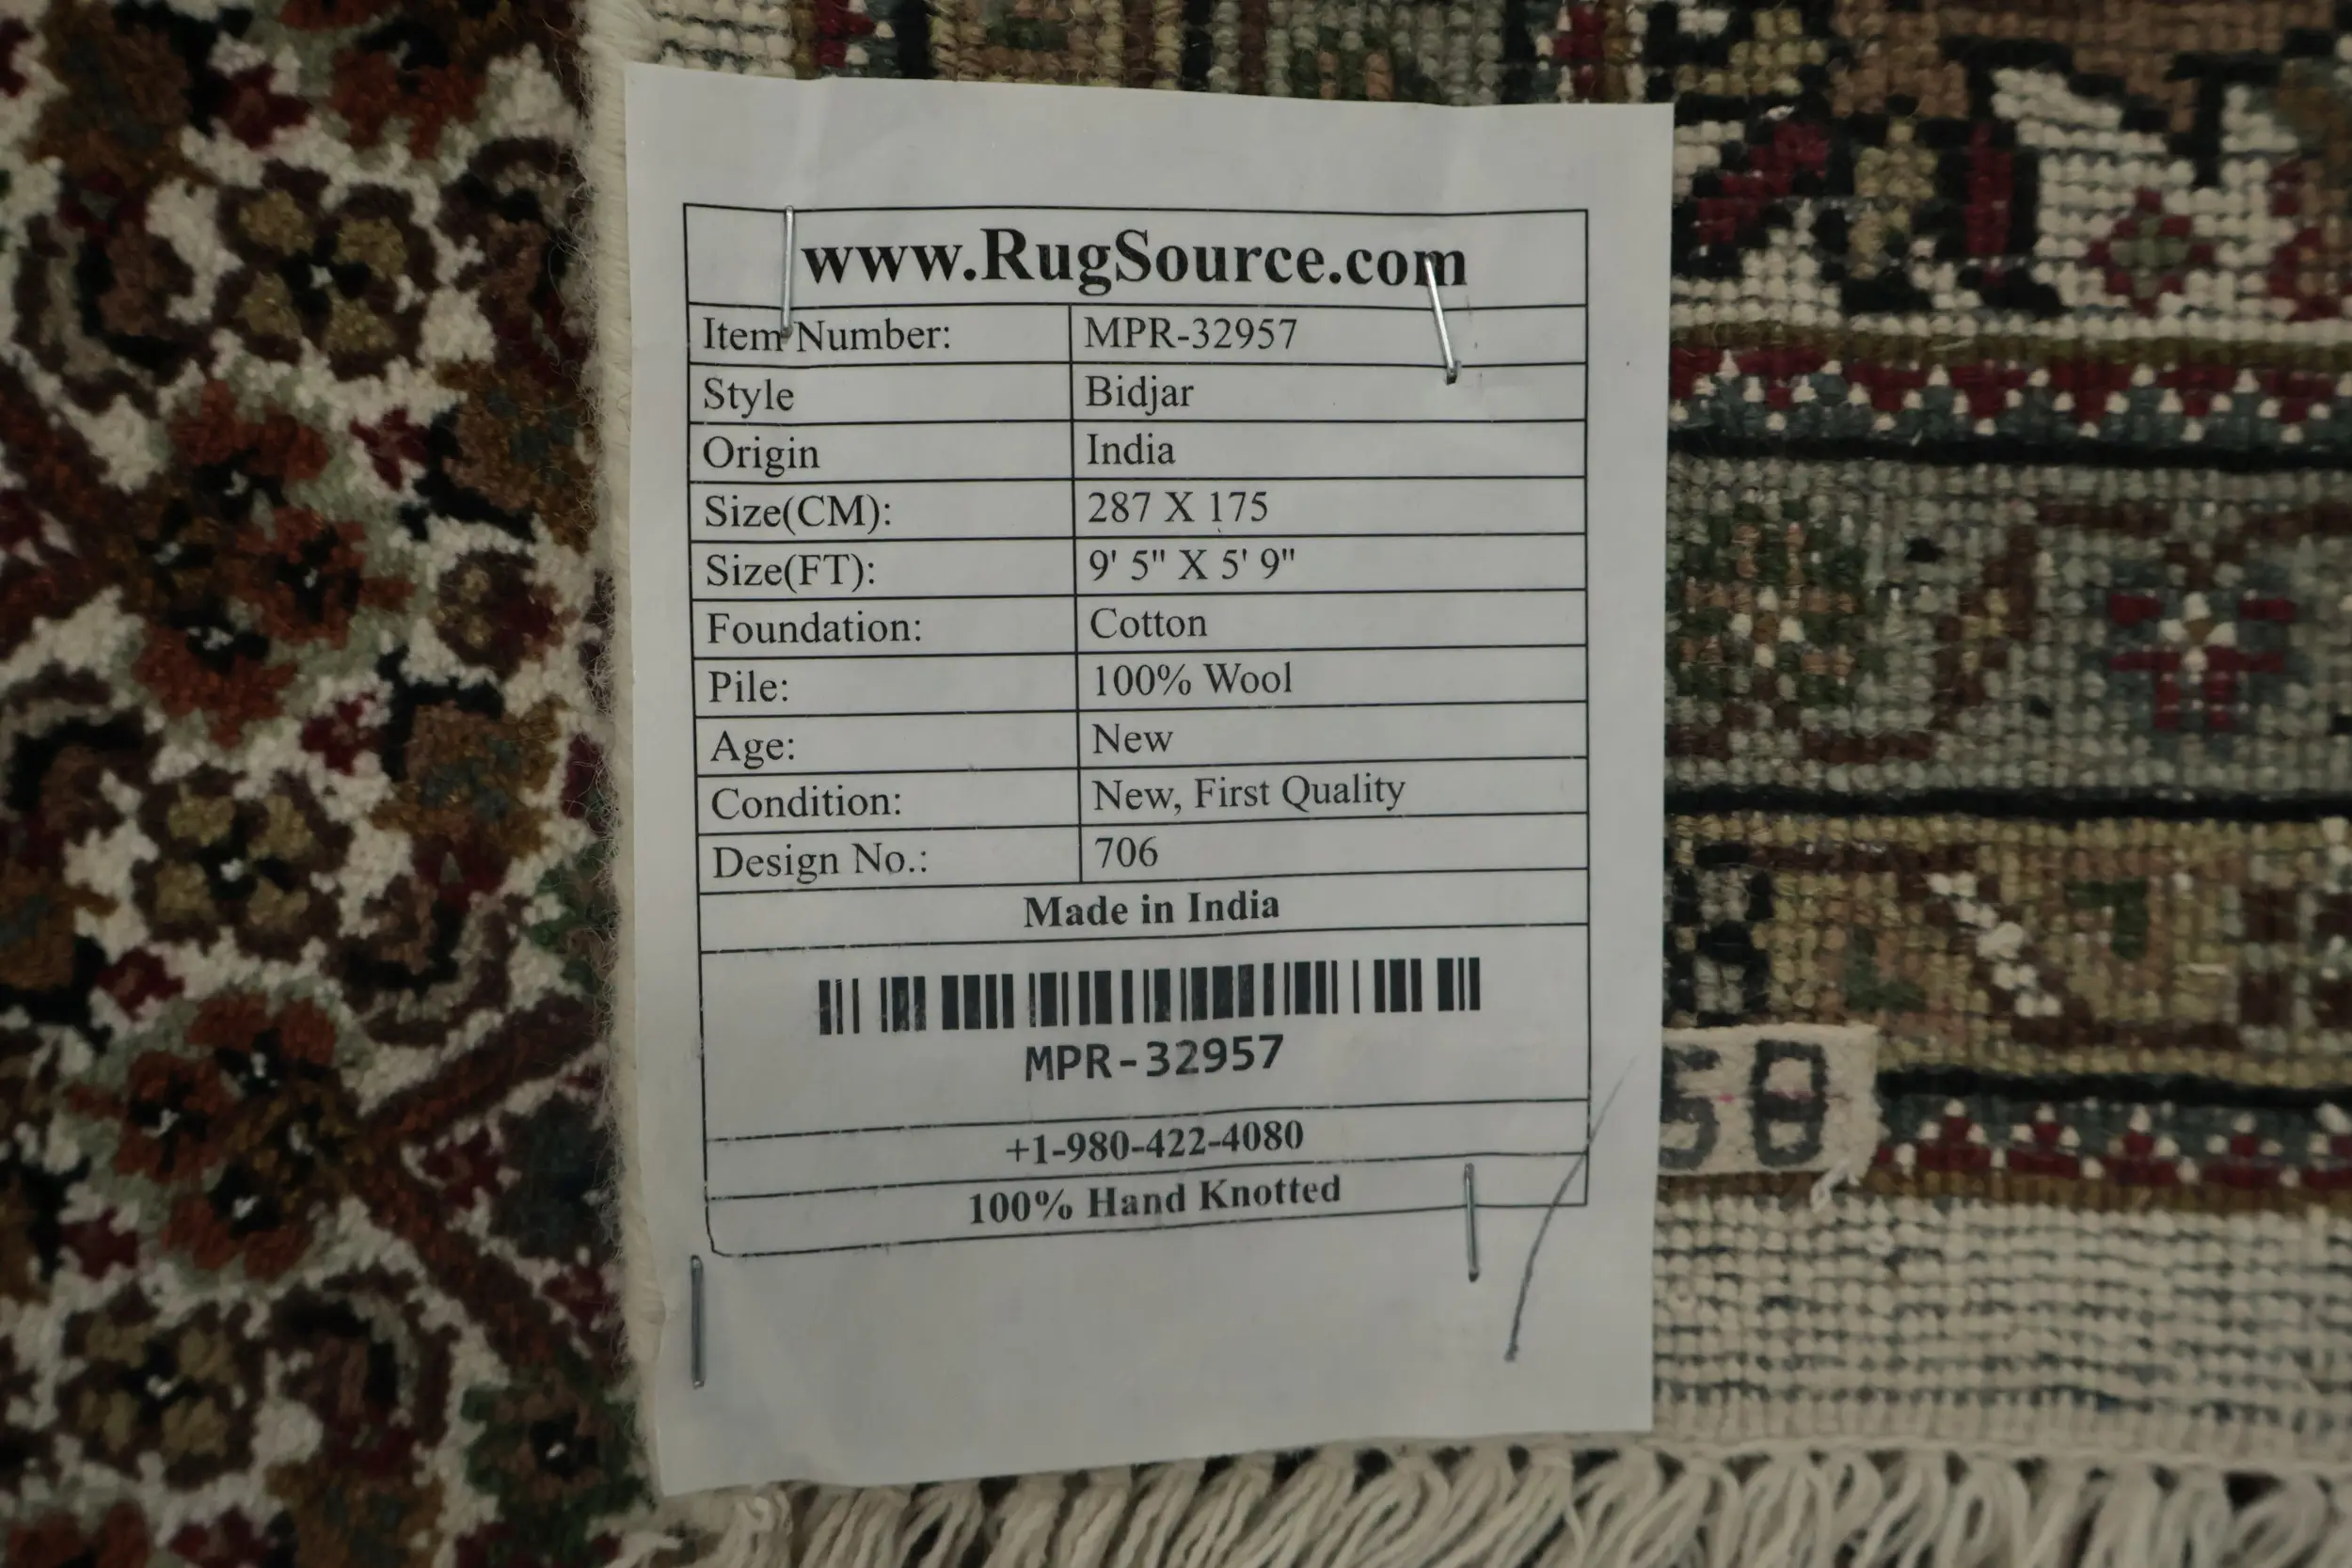 www.RugSource.com
Item Number: MPR-32957
Style Bidjar
Origin India
Size(CM): 287 X 175
Size(FT): 9' 5" X 5' 9"
Foundation: Cotton
Pile: 100% Wool
Age: New
Condition: New, First Quality
Design No.: 706
Made in India
MPR-32957
+1-980-422-4080
100% Hand Knotted